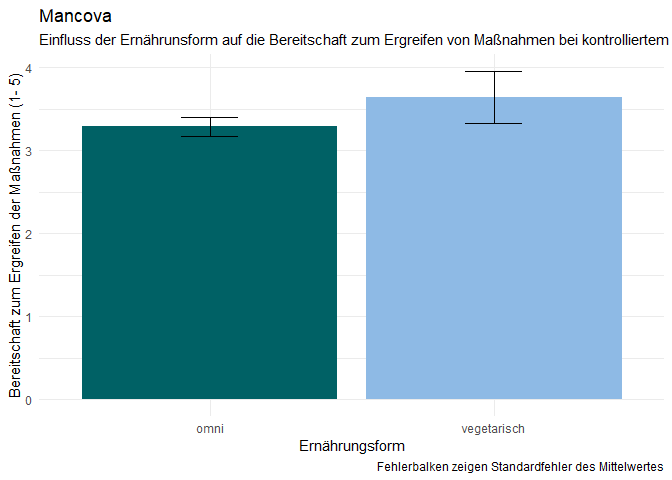 Mancova
Einfluss der Ernährunsform auf die Bereitschaft zum Ergreifen von Maßnahmen bei kontrolliertem
Bereitschaft zum Ergreifen der Maßnahmen (1- 5)
4
3
2
1
0
omni
vegetarisch
Ernährungsform
Fehlerbalken zeigen Standardfehler des Mittelwertes